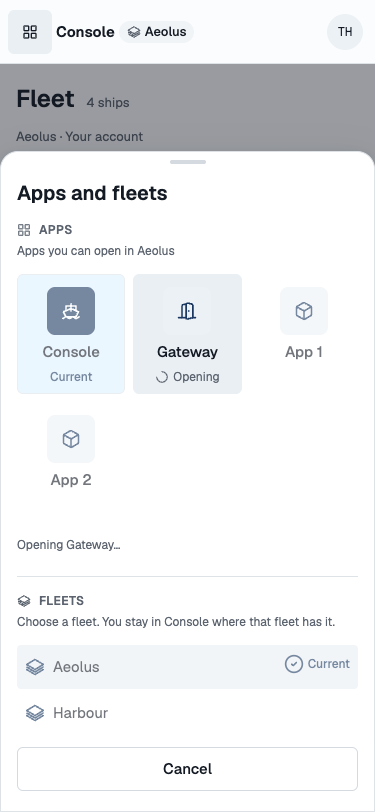 Console Aeolus TH
Fleet 4 ships
Aeolus · Your account
Apps and fleets
APPS
Apps you can open in Aeolus
Console Gateway App 1
Current Opening
App 2
Opening Gateway…
FLEETS
Choose a fleet. You stay in Console where that fleet has it.
Aeolus Current
Harbour
Cancel